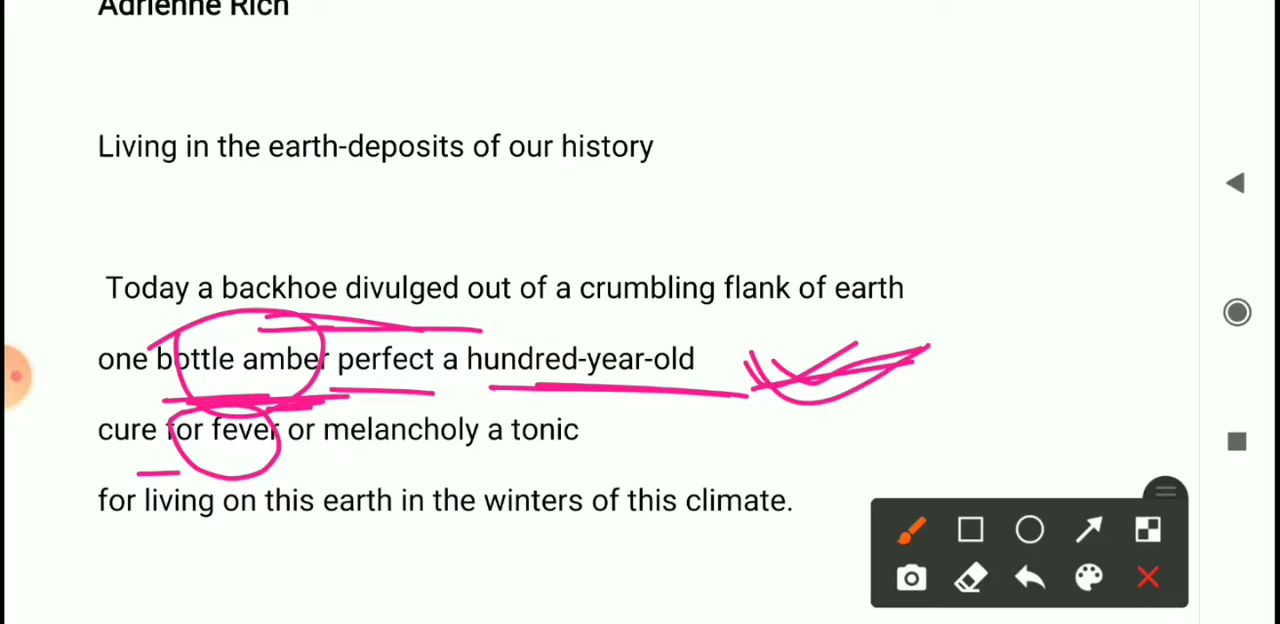 Adrienne Rich
Living in the earth-deposits of our history
Today a backhoe divulged out of a crumbling flank of earth
one bottle amber perfect a hundred-year-old
cure for fever or melancholy a tonic
for living on this earth in the winters of this climate.